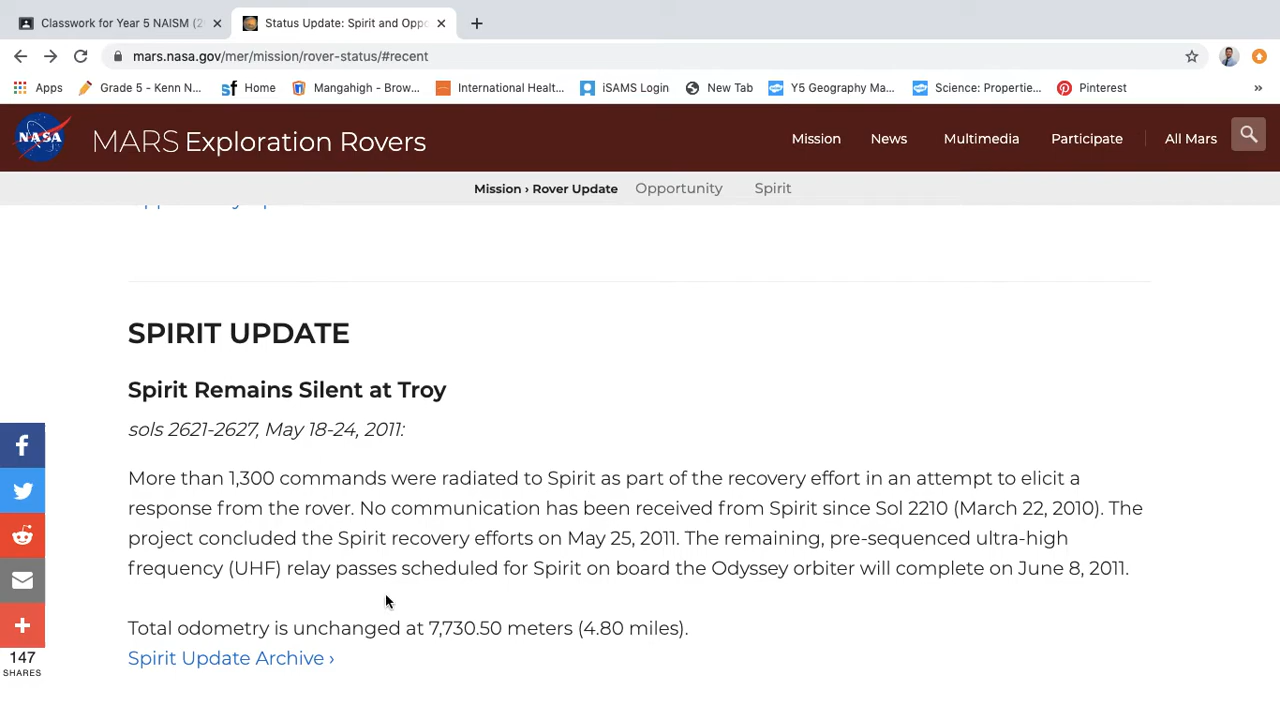 Classwork for Year 5 NAISM (2
Status Update: Spirit and Oppo
mars.nasa.gov/mer/mission/rover-status/#recent
Apps
Grade 5 - Kenn N...
Home
Mangahigh - Brow...
International Healt...
iSAMS Login
New Tab
Y5 Geography Ma...
Science: Propertie...
Pinterest
»
NASA
MARS Exploration Rovers
Mission
News
Multimedia
Participate
All Mars
Mission › Rover Update
Opportunity
Spirit
SPIRIT UPDATE
Spirit Remains Silent at Troy
sols 2621-2627, May 18-24, 2011:
More than 1,300 commands were radiated to Spirit as part of the recovery effort in an attempt to elicit a
response from the rover. No communication has been received from Spirit since Sol 2210 (March 22, 2010). The
project concluded the Spirit recovery efforts on May 25, 2011. The remaining, pre-sequenced ultra-high
frequency (UHF) relay passes scheduled for Spirit on board the Odyssey orbiter will complete on June 8, 2011.
Total odometry is unchanged at 7,730.50 meters (4.80 miles).
Spirit Update Archive ›
147
SHARES